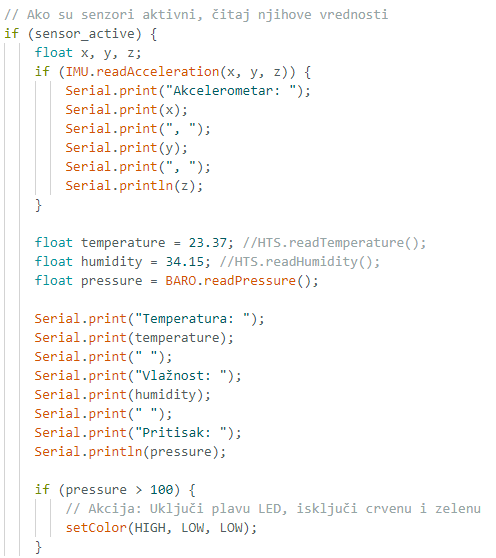 // Ako su senzori aktivni, čitaj njihove vrednosti
if (sensor_active) {
float x, y, z;
if (IMU.readAcceleration(x, y, z)) {
Serial.print("Akcelerometar: ");
Serial.print(x);
Serial.print(", ");
Serial.print(y);
Serial.print(", ");
Serial.println(z);
}
float temperature = 23.37; //HTS.readTemperature();
float humidity = 34.15; //HTS.readHumidity();
float pressure = BARO.readPressure();
Serial.print("Temperatura: ");
Serial.print(temperature);
Serial.print(" ");
Serial.print("Vlažnost: ");
Serial.print(humidity);
Serial.print(" ");
Serial.print("Pritisak: ");
Serial.println(pressure);
if (pressure > 100) {
// Akcija: Uključi plavu LED, isključi crvenu i zelenu
setColor(HIGH, LOW, LOW);
}